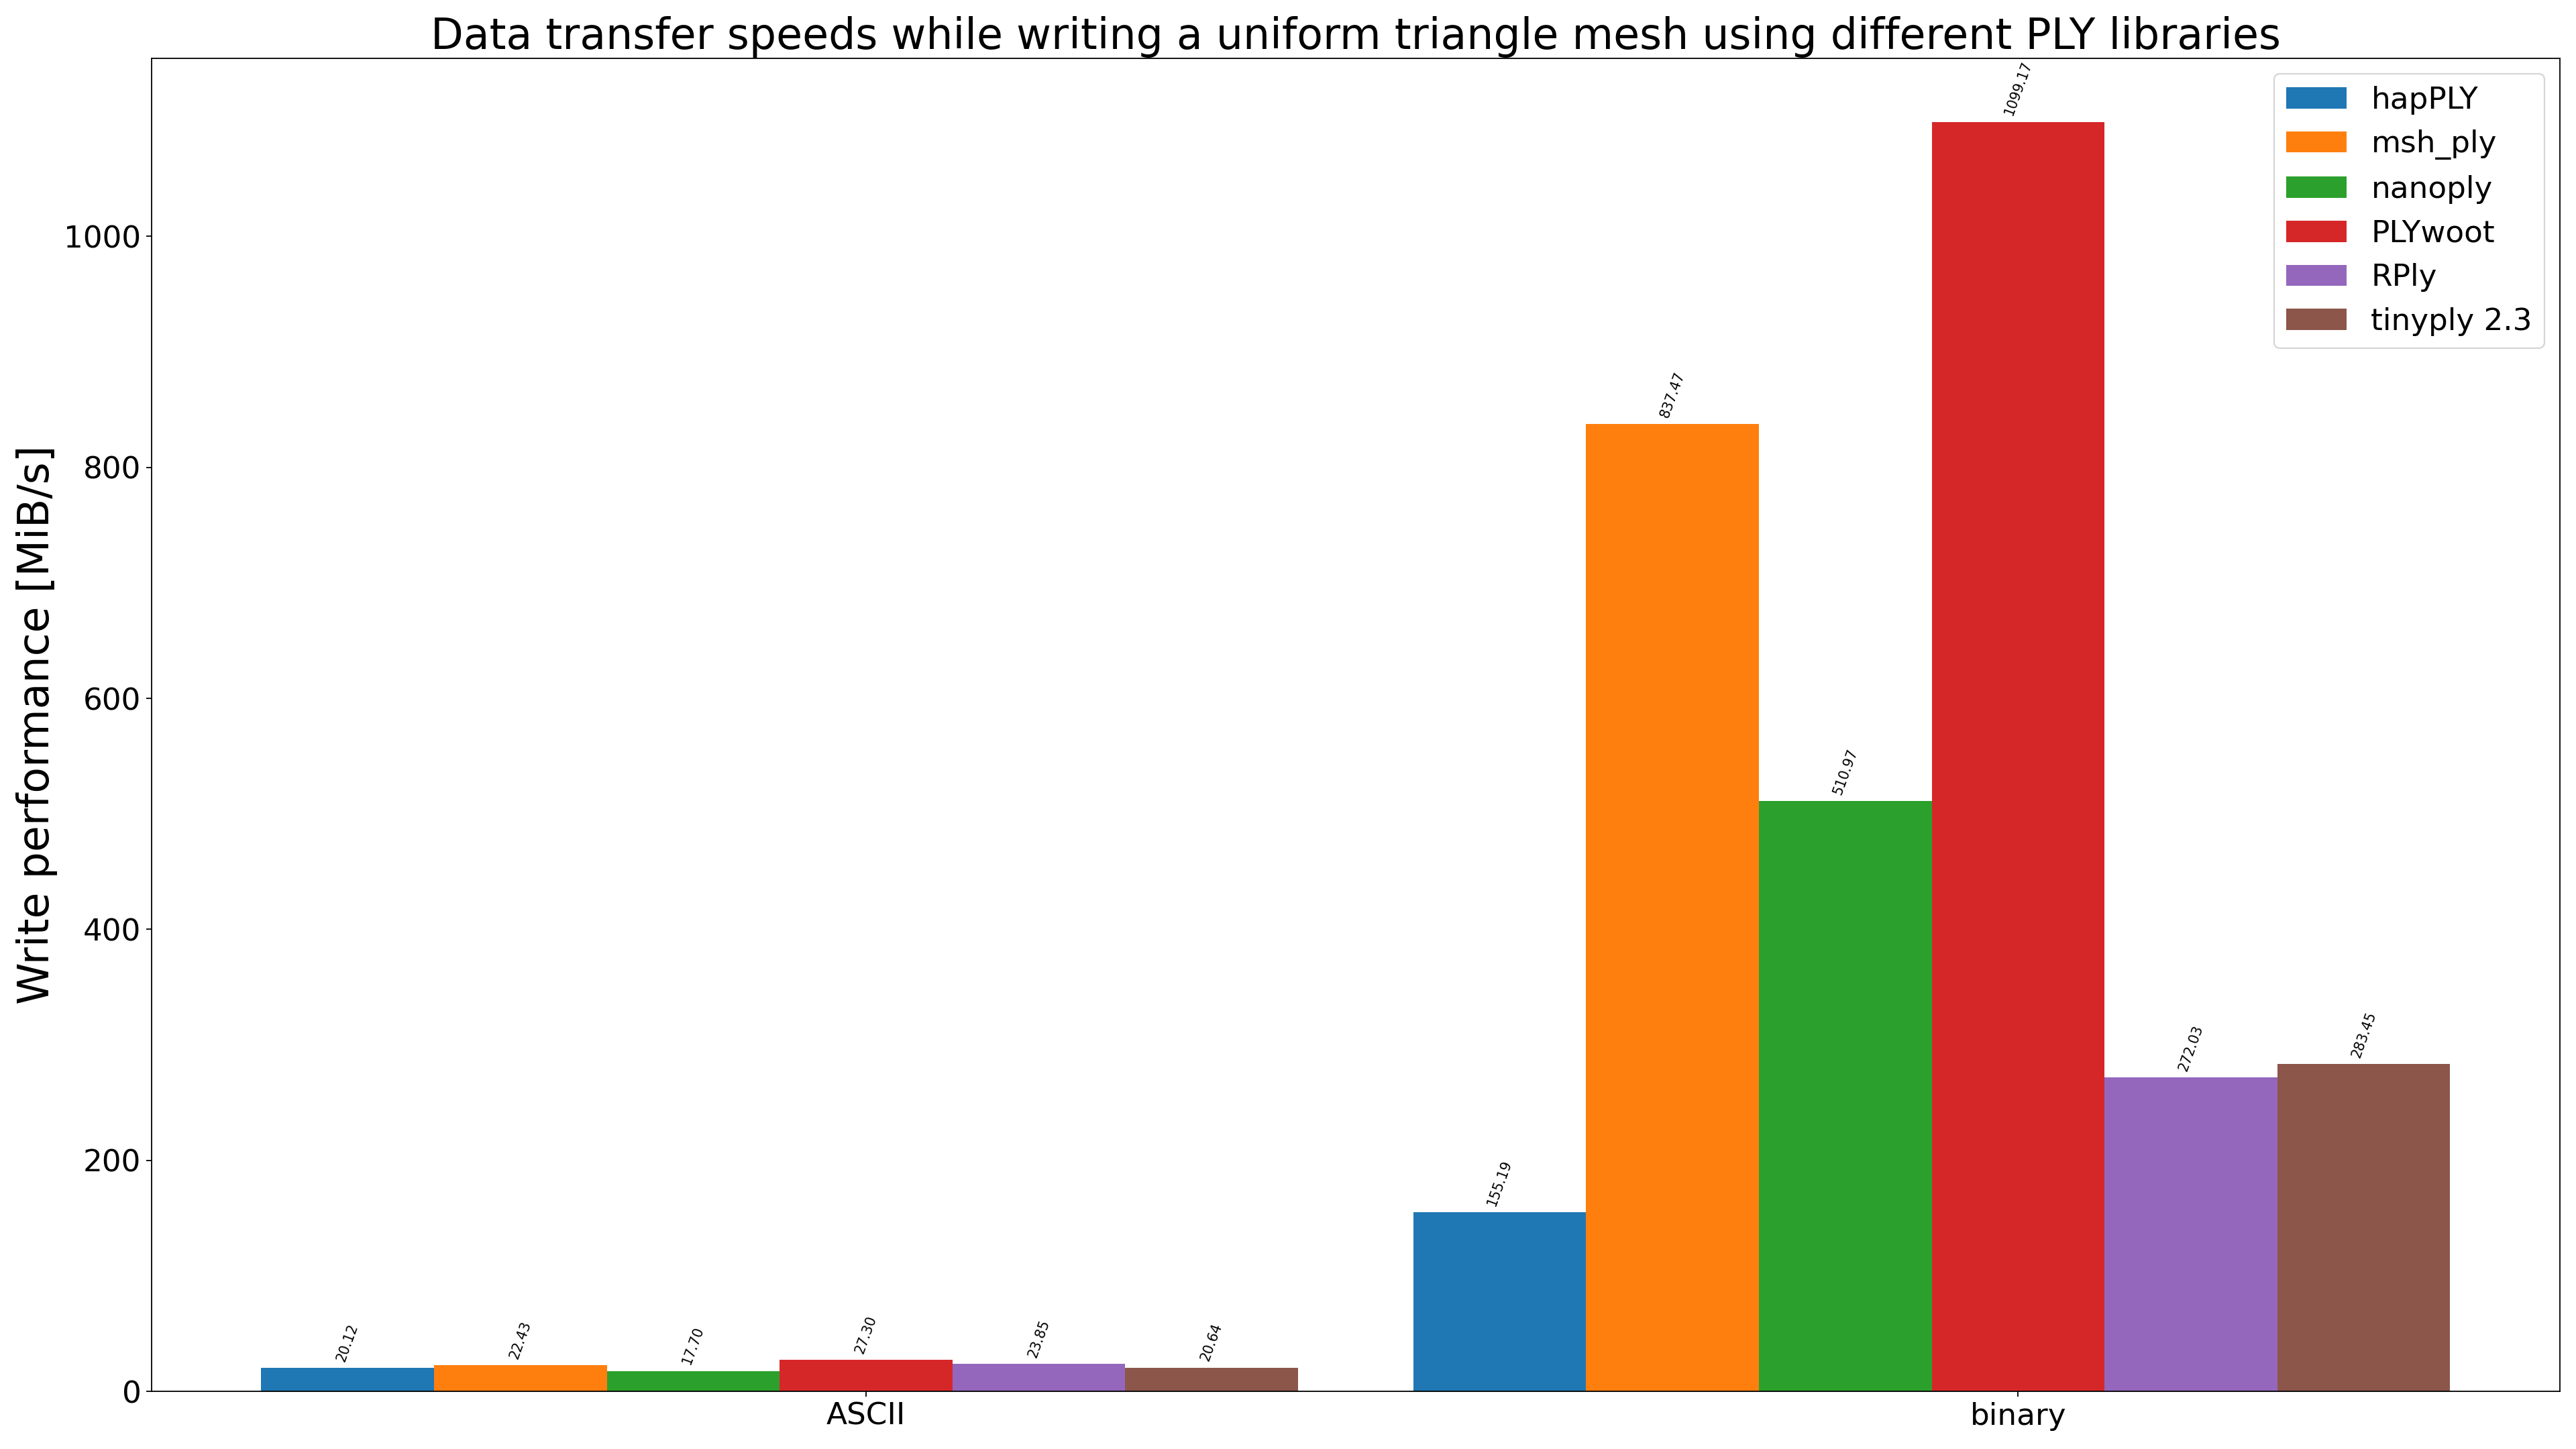 Data transfer speeds while writing a uniform triangle mesh using different PLY libraries
Write performance [MiB/s]
1000
800
600
400
200
0
20.12
22.43
17.70
27.30
23.85
20.64
155.19
837.47
510.97
1099.17
272.03
283.45
ASCII
binary
hapPLY
msh_ply
nanoply
PLYwoot
RPly
tinyply 2.3